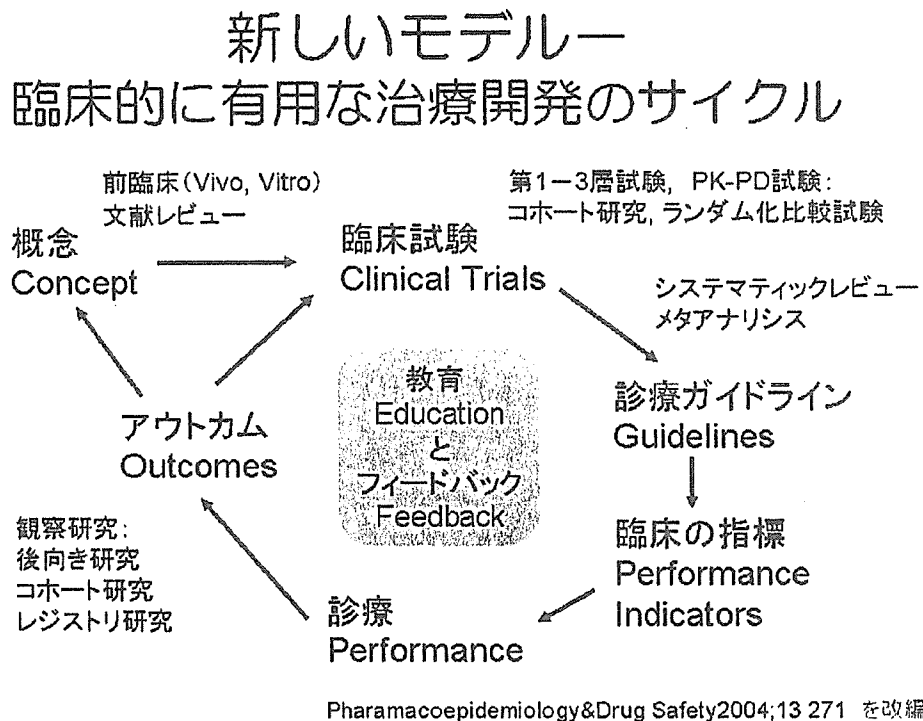 新しいモデルー
臨床的に有用な治療開発のサイクル
前臨床(Vivo, Vitro)
文献レビュー
第1ー3層試験, PK-PD試験:
コホート研究, ランダム化比較試験
概念
Concept
臨床試験
Clinical Trials
システマティックレビュー
メタアナリシス
教育
Education
と
フィードバック
Feedback
診療ガイドライン
Guidelines
アウトカム
Outcomes
観察研究:
後向き研究
コホート研究
レジストリ研究
臨床の指標
Performance
Indicators
診療
Performance
Pharamacoepidemiology&Drug Safety2004;13 271 を改編